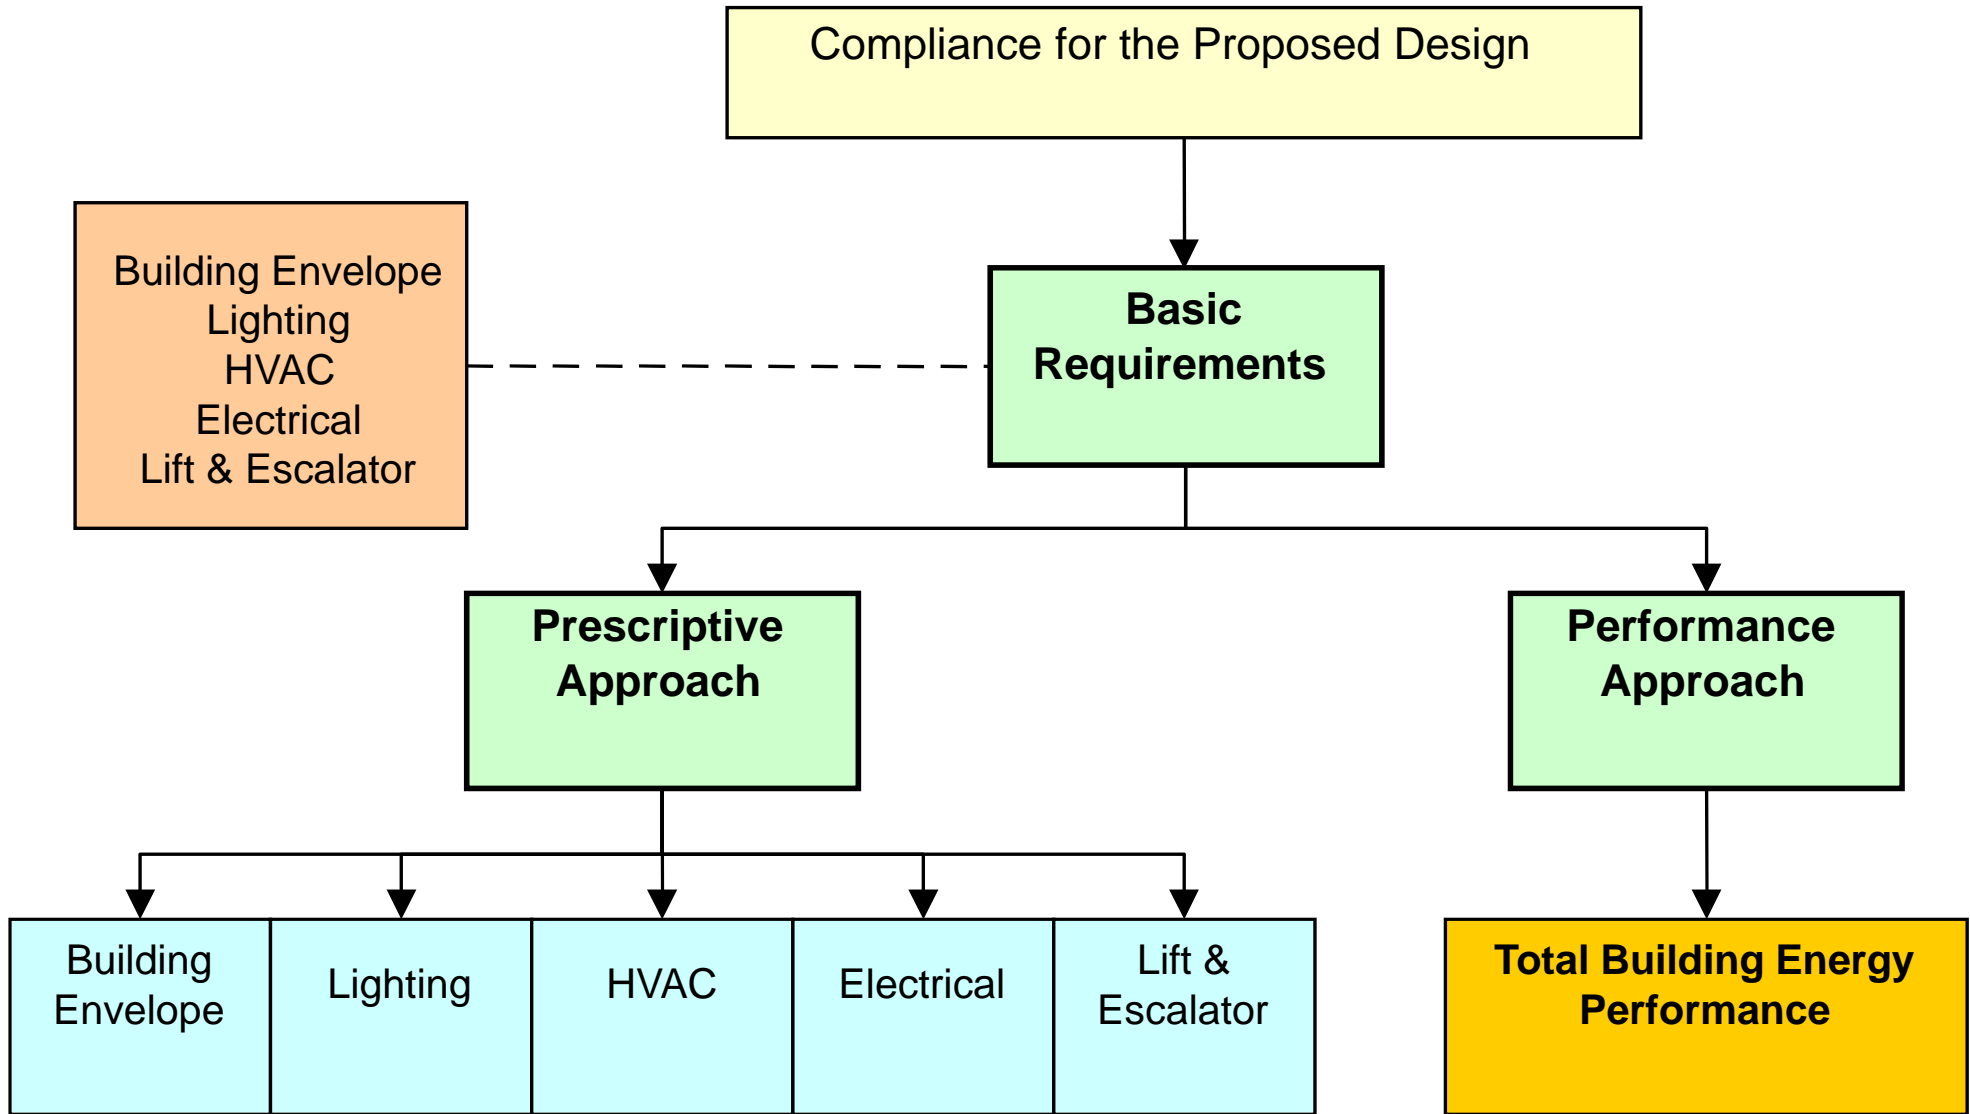 Compliance for the Proposed Design
Building Envelope
Lighting
HVAC
Electrical
Lift & Escalator
Basic
Requirements
Prescriptive
Approach
Performance
Approach
Building
Envelope
Lighting
HVAC
Electrical
Lift &
Escalator
Total Building Energy
Performance